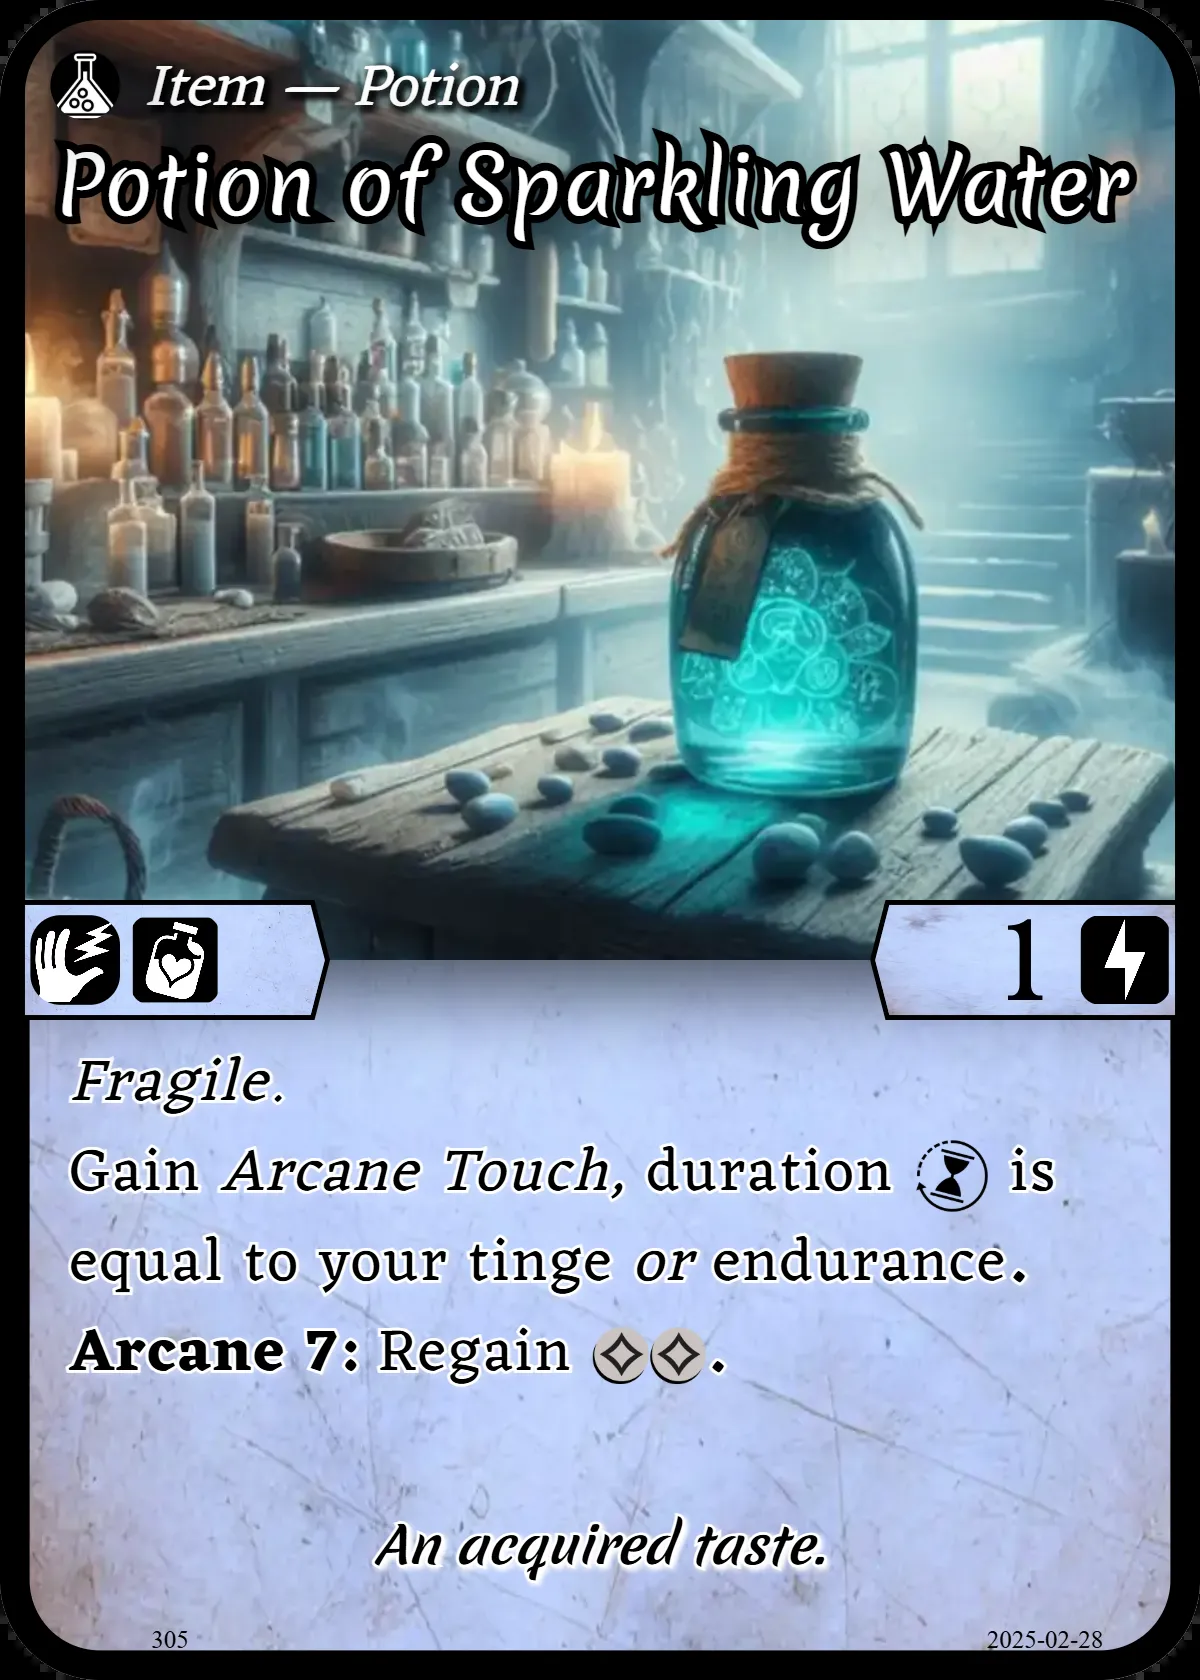 Item — Potion
Potion of Sparkling Water
1
Fragile.
Gain Arcane Touch, duration is
equal to your tinge or endurance.
Arcane 7: Regain .
An acquired taste.
305
2025-02-28